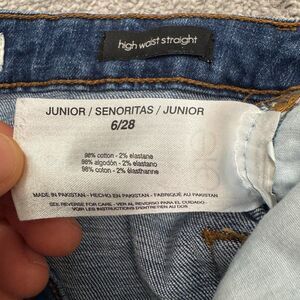 high waist straight
JUNIOR / SENORITAS / JUNIOR
6/28
98% cotton - 2% elastane
98% algodón - 2% elastano
98% coton - 2% élasthanne
MADE IN PAKISTAN - HECHO EN PAKISTAN - FABRIQUÉ AU PAKISTAN
SEE REVERSE FOR CARE - VER AL REVERSO PARA EL CUIDADO -
VOIR LES INSTRUCTIONS D'ENTRETIEN AU DOS